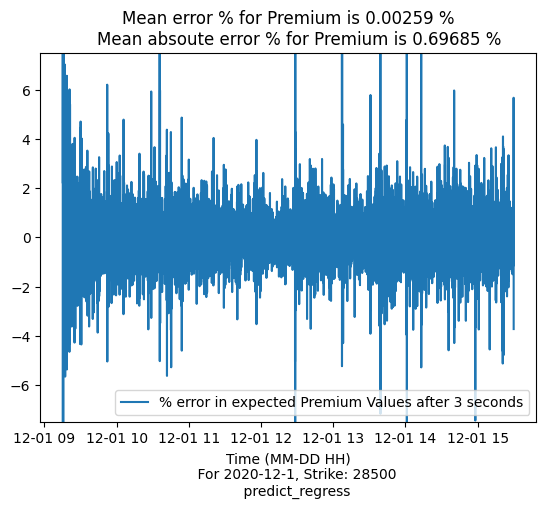 Mean error % for Premium is 0.00259 %
Mean absoute error % for Premium is 0.69685 %
6
4
2
0
−2
−4
−6
% error in expected Premium Values after 3 seconds
12-01 09 12-01 10 12-01 11 12-01 12 12-01 13 12-01 14 12-01 15
Time (MM-DD HH)
For 2020-12-1, Strike: 28500
predict_regress